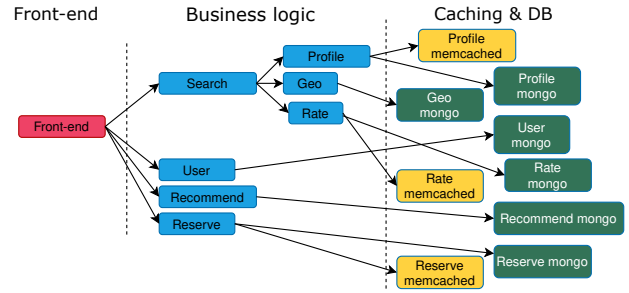 Front-end
Business logic
Caching & DB
Front-end
Search
User
Recommend
Reserve
Profile
Geo
Rate
Profile
memcached
Profile
mongo
Geo
mongo
User
mongo
Rate
mongo
Rate
memcached
Recommend mongo
Reserve mongo
Reserve
memcached